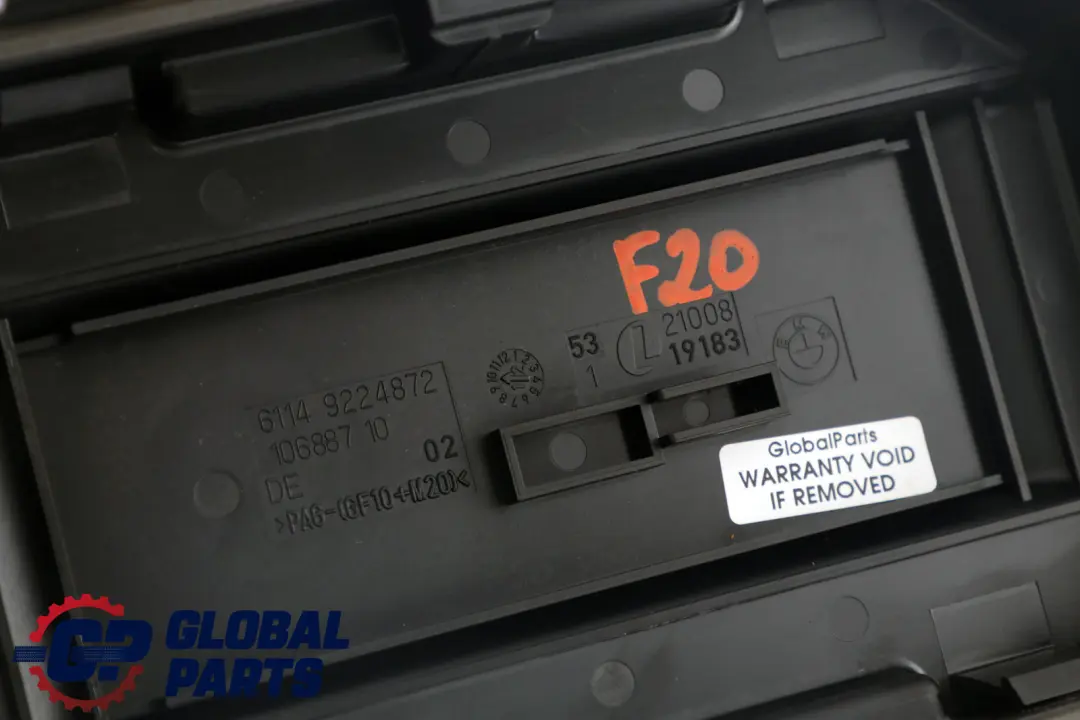 F20
6114 9224872
106887 10
02
DE
>PA6-(GF10+M20)<
53
1
21008
19183
GlobalParts
WARRANTY VOID
IF REMOVED
GP GLOBAL
PARTS